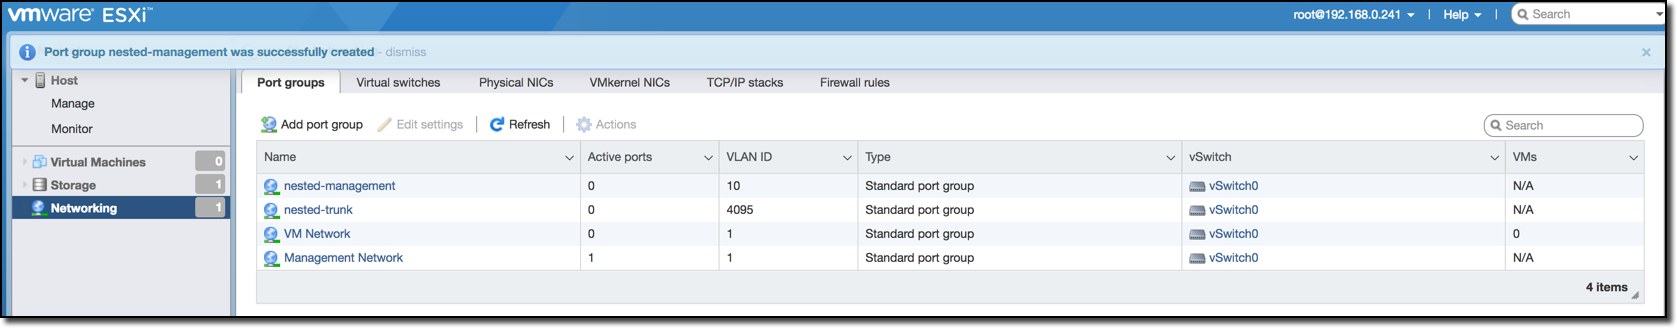 vmware ESXi™ root@192.168.0.241 | Help | Search
Port group nested-management was successfully created - dismiss ×
Host
Manage
Monitor
Virtual Machines 0
Storage 1
Networking 1
Port groups Virtual switches Physical NICs VMkernel NICs TCP/IP stacks Firewall rules
Add port group Edit settings | Refresh | Actions Search
Name Active ports VLAN ID Type vSwitch VMs
nested-management 0 10 Standard port group vSwitch0 N/A
nested-trunk 0 4095 Standard port group vSwitch0 N/A
VM Network 0 1 Standard port group vSwitch0 0
Management Network 1 1 Standard port group vSwitch0 N/A
4 items